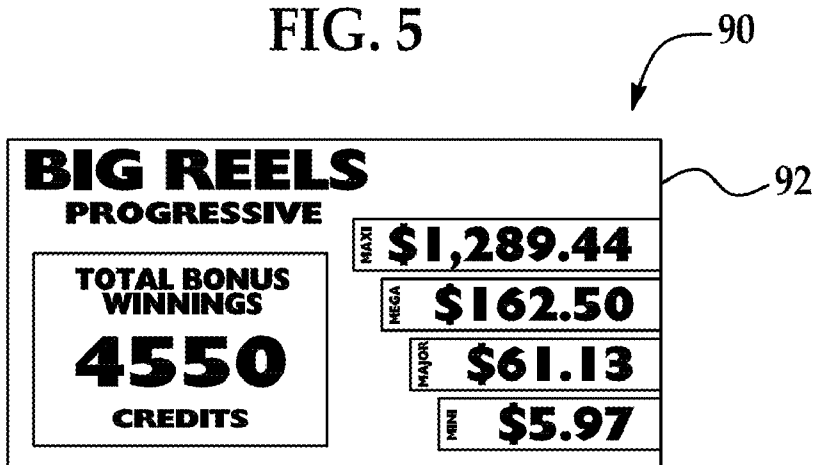 FIG. 5
90
92
BIG REELS
PROGRESSIVE
TOTAL BONUS
WINNINGS
4550
CREDITS
MAXI $1,289.44
MEGA $162.50
MAJOR $61.13
MINI $5.97